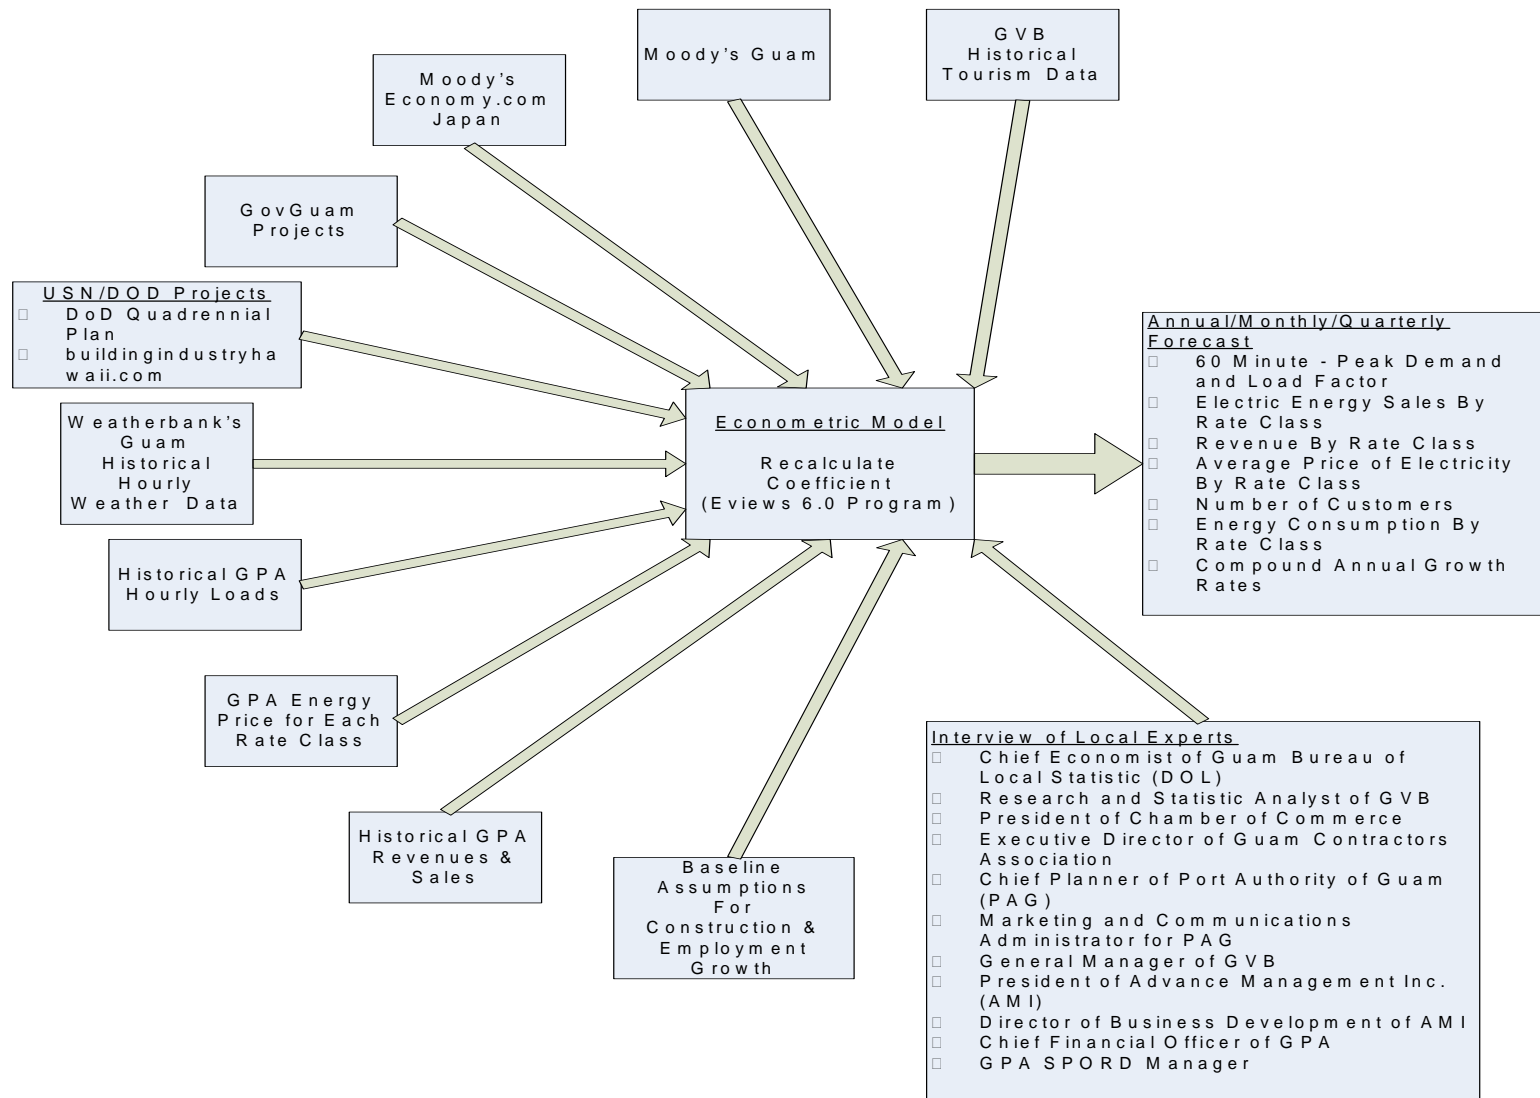 Moody's Guam
GVB
Historical
Tourism Data
Moody's
Economy.com
Japan
GovGuam
Projects
USN/DOD Projects
DoD Quadrennial
Plan
buildingindustryha
waii.com
Weatherbank's
Guam
Historical
Hourly
Weather Data
Historical GPA
Hourly Loads
GPA Energy
Price for Each
Rate Class
Historical GPA
Revenues &
Sales
Baseline
Assumptions
For
Construction &
Employment
Growth
Econometric Model
Recalculate
Coefficient
(Eviews 6.0 Program)
Annual/Monthly/Quarterly
Forecast
60 Minute - Peak Demand
and Load Factor
Electric Energy Sales By
Rate Class
Revenue By Rate Class
Average Price of Electricity
By Rate Class
Number of Customers
Energy Consumption By
Rate Class
Compound Annual Growth
Rates
Interview of Local Experts
Chief Economist of Guam Bureau of
Local Statistic (DOL)
Research and Statistic Analyst of GVB
President of Chamber of Commerce
Executive Director of Guam Contractors
Association
Chief Planner of Port Authority of Guam
(PAG)
Marketing and Communications
Administrator for PAG
General Manager of GVB
President of Advance Management Inc.
(AMI)
Director of Business Development of AMI
Chief Financial Officer of GPA
GPA SPORD Manager